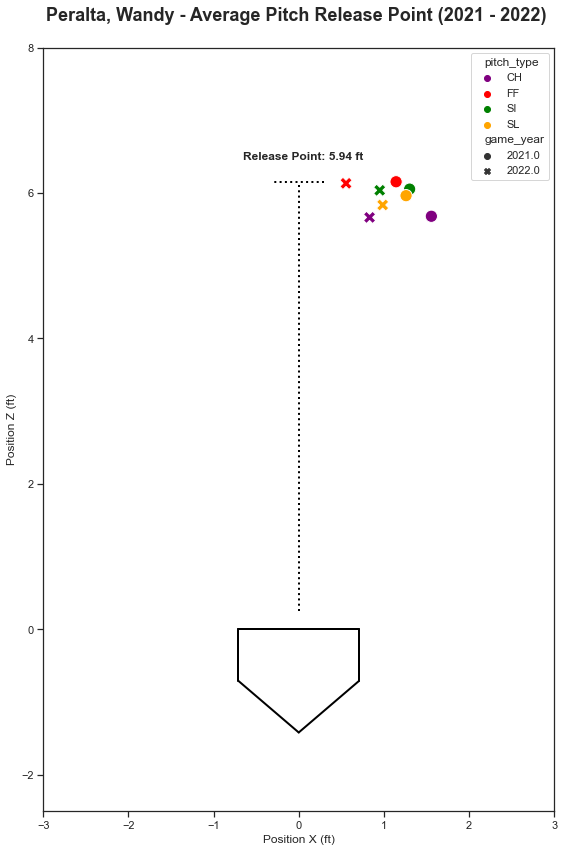 Peralta, Wandy - Average Pitch Release Point (2021 - 2022)
8
pitch_type
CH
FF
SI
SL
game_year
2021.0
2022.0
Release Point: 5.94 ft
6
4
Position Z (ft)
2
0
−2
−3
−2
−1
0
1
2
3
Position X (ft)